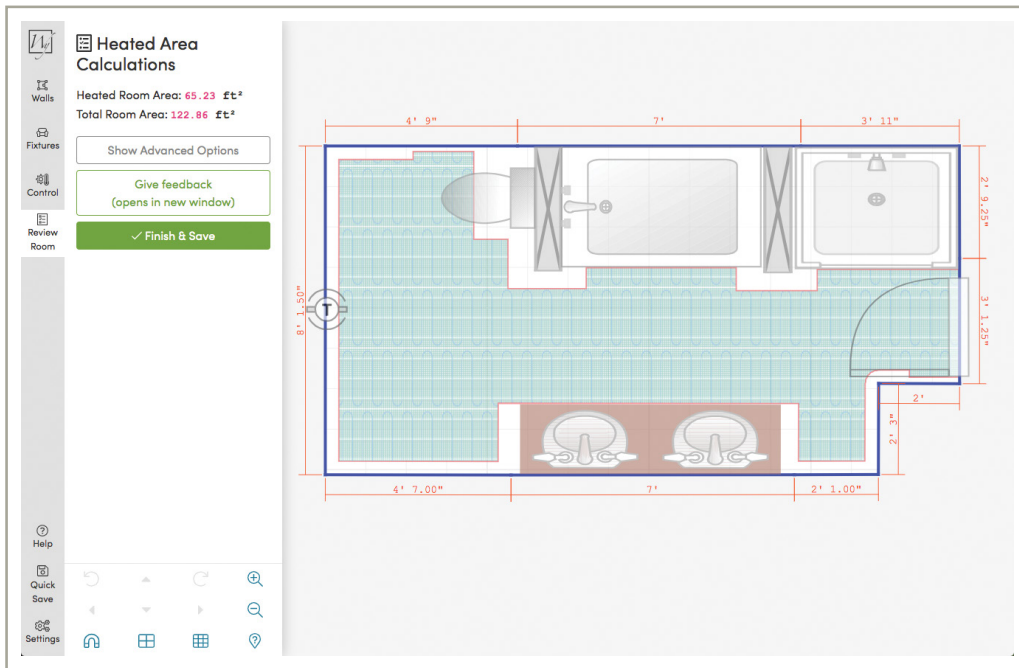 Heated Area
Calculations
Heated Room Area: 65.23 ft²
Total Room Area: 122.86 ft²
Show Advanced Options
Give feedback
(opens in new window)
✓ Finish & Save
Walls
Fixtures
Control
Review
Room
Help
Quick
Save
Settings
4' 9"
7'
3' 11"
2' 9.25"
3' 1.25"
8' 1.50"
T
2'
2' 3"
4' 7.00"
7'
2' 1.00"